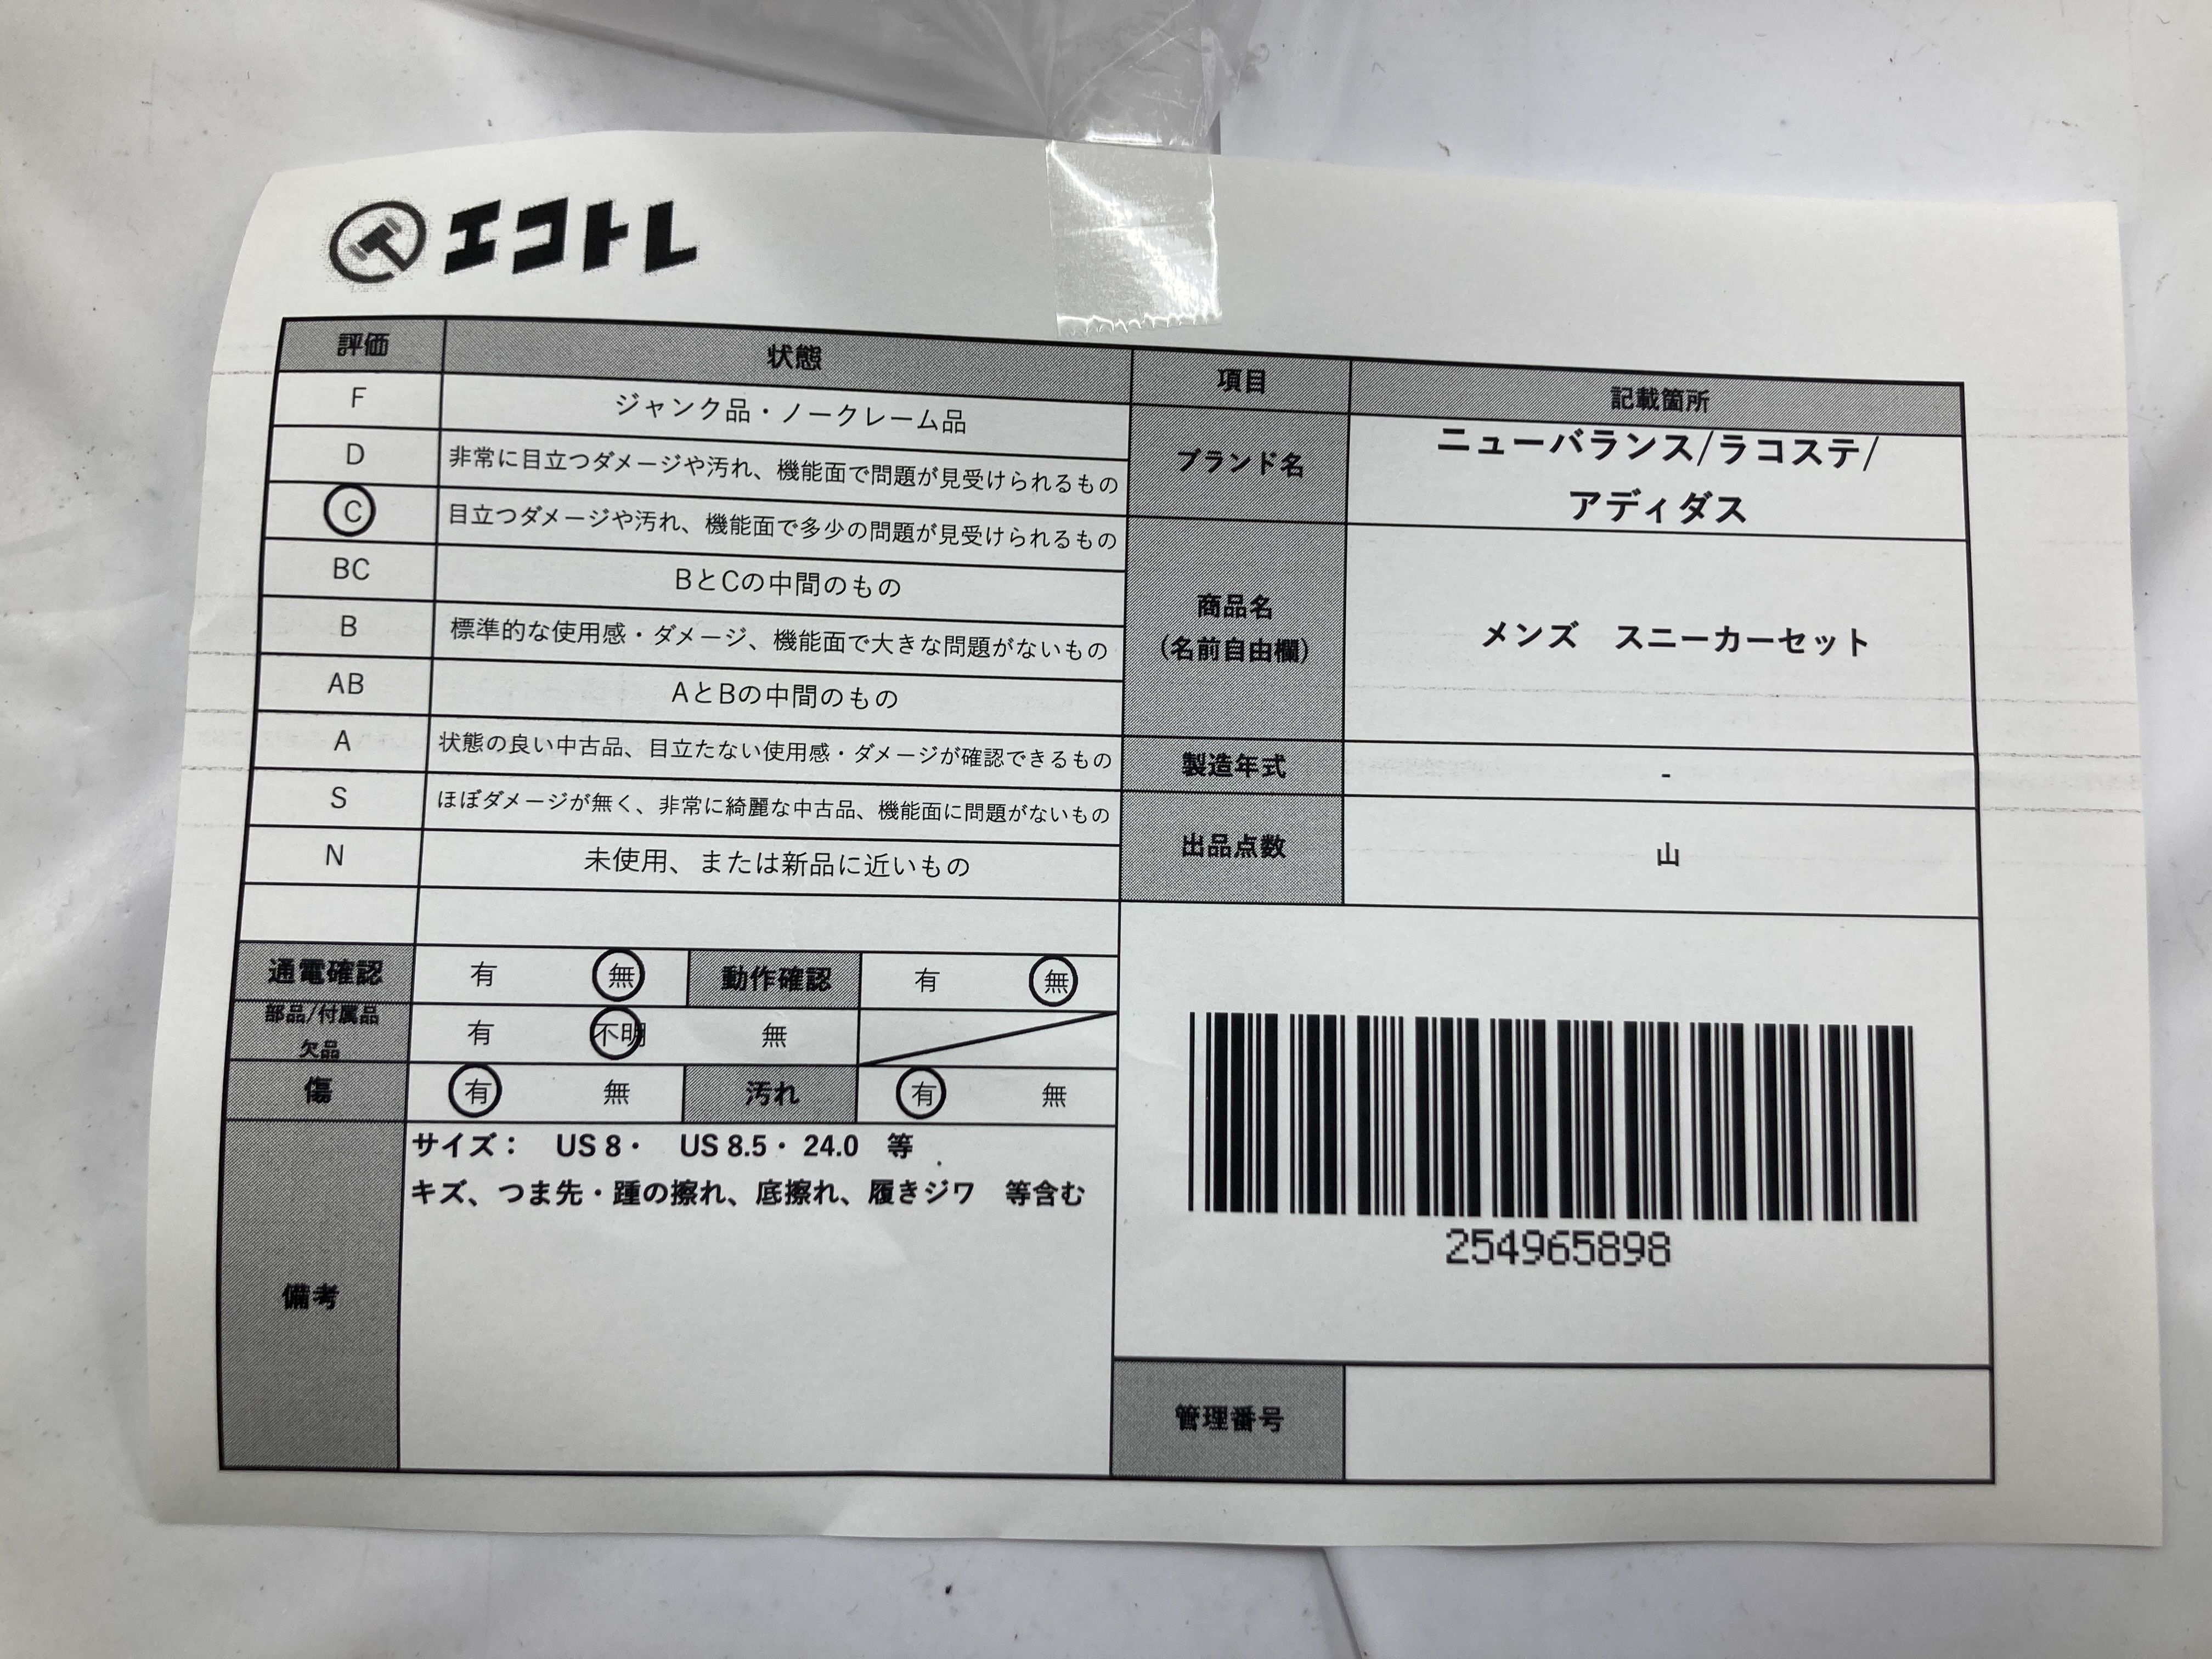 エコトレ
評価 状態
F ジャンク品・ノークレーム品
D 非常に目立つダメージや汚れ、機能面で問題が見受けられるもの
C 目立つダメージや汚れ、機能面で多少の問題が見受けられるもの
BC BとCの中間のもの
B 標準的な使用感・ダメージ、機能面で大きな問題がないもの
AB AとBの中間のもの
A 状態の良い中古品、目立たない使用感・ダメージが確認できるもの
S ほぼダメージが無く、非常に綺麗な中古品、機能面に問題がないもの
N 未使用、または新品に近いもの
通電確認 有 無 動作確認 有 無
部品/付属品
欠品 有 不明 無
傷 有 無 汚れ 有 無
備考
サイズ： US 8・ US 8.5・ 24.0 等
キズ、つま先・踵の擦れ、底擦れ、履きジワ 等含む
項目 記載箇所
ブランド名
ニューバランス/ラコステ/
アディダス
商品名
（名前自由欄）
メンズ スニーカーセット
製造年式 -
出品点数 山
254965898
管理番号